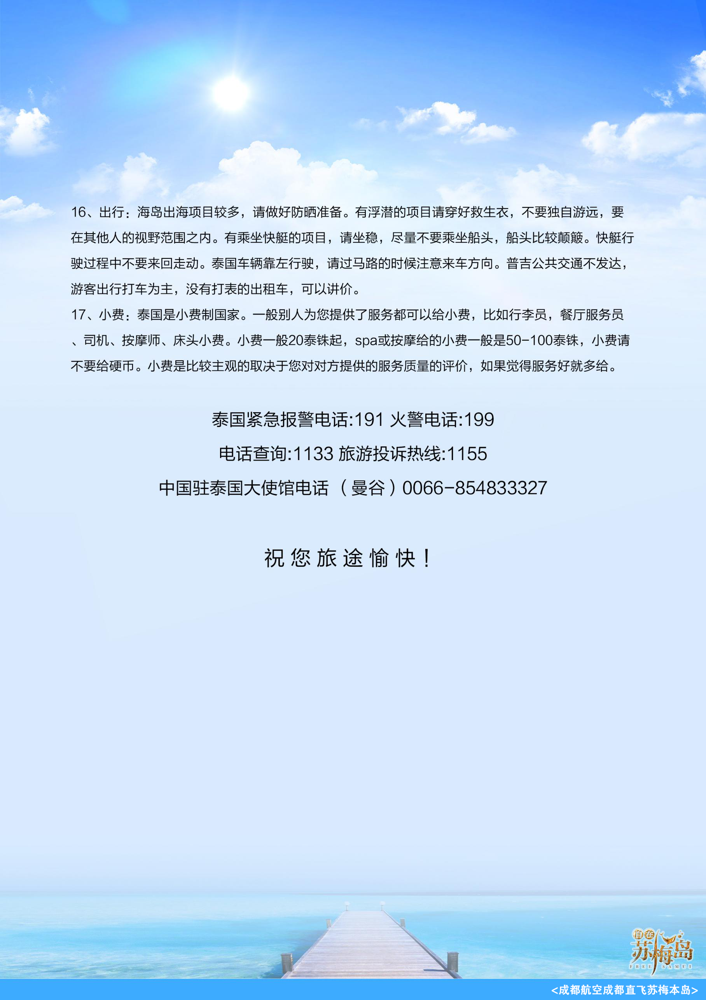 16、出行：海岛出海项目较多，请做好防晒准备。有浮潜的项目请穿好救生衣，不要独自游远，要
在其他人的视野范围之内。有乘坐快艇的项目，请坐稳，尽量不要乘坐船头，船头比较颠簸。快艇行
驶过程中不要来回走动。泰国车辆靠左行驶，请过马路的时候注意来车方向。普吉公共交通不发达，
游客出行打车为主，没有打表的出租车，可以讲价。
17、小费：泰国是小费制国家。一般别人为您提供了服务都可以给小费，比如行李员，餐厅服务员
、司机、按摩师、床头小费。小费一般20泰铢起，spa或按摩给的小费一般是50-100泰铢，小费请
不要给硬币。小费是比较主观的取决于您对对方提供的服务质量的评价，如果觉得服务好就多给。
泰国紧急报警电话:191 火警电话:199
电话查询:1133 旅游投诉热线:1155
中国驻泰国大使馆电话（曼谷）0066-854833327
祝您旅途愉快！
自在
苏梅岛
FREE SAMUI
<成都航空成都直飞苏梅本岛>